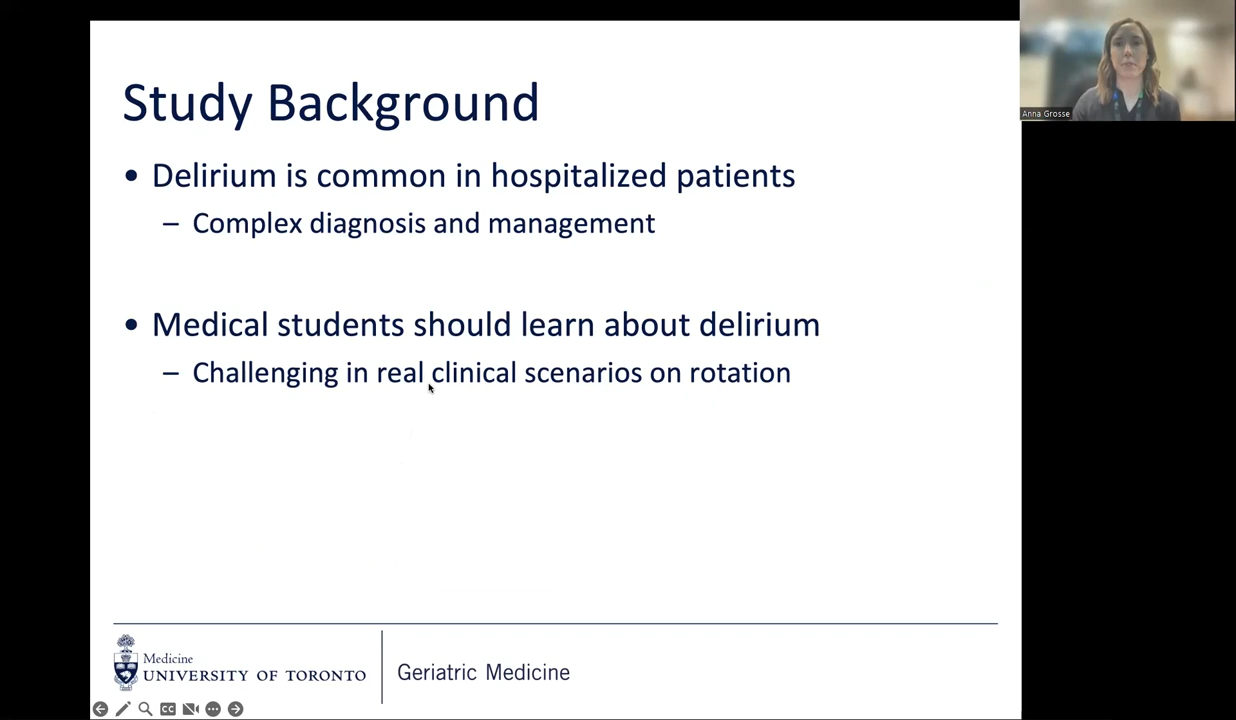 Study Background
• Delirium is common in hospitalized patients
– Complex diagnosis and management
• Medical students should learn about delirium
– Challenging in real clinical scenarios on rotation
Medicine
UNIVERSITY OF TORONTO
Geriatric Medicine
CC
Anna Grosse